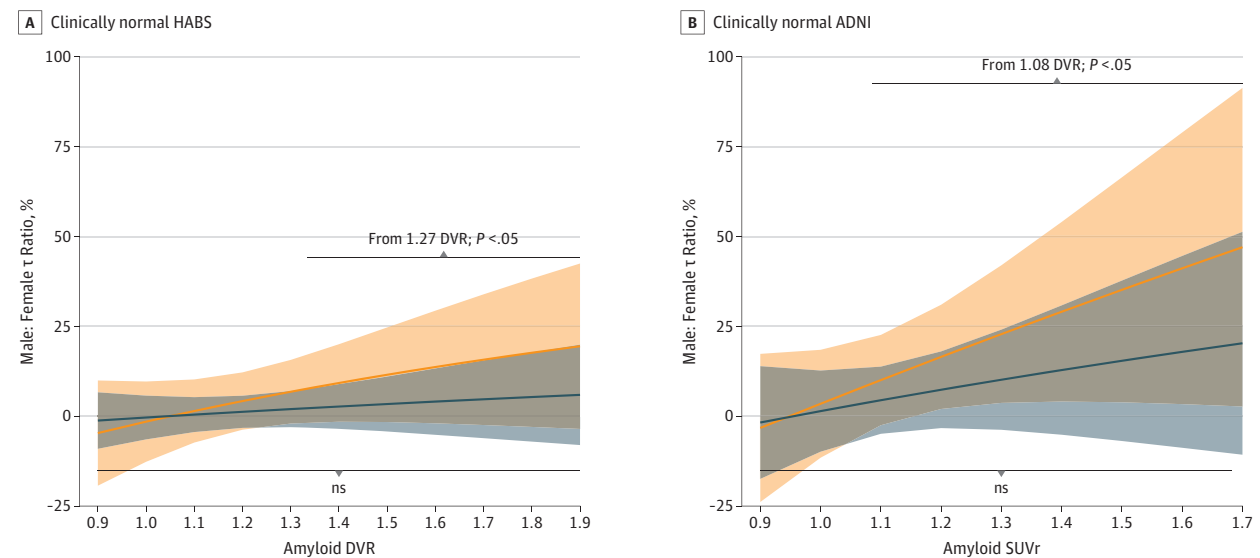 A Clinically normal HABS
100
75
50
25
0
-25
Male: Female τ Ratio, %
From 1.27 DVR; P <.05
ns
0.9 1.0 1.1 1.2 1.3 1.4 1.5 1.6 1.7 1.8 1.9
Amyloid DVR
B Clinically normal ADNI
100
75
50
25
0
-25
Male: Female τ Ratio, %
From 1.08 DVR; P <.05
ns
0.9 1.0 1.1 1.2 1.3 1.4 1.5 1.6 1.7
Amyloid SUVr